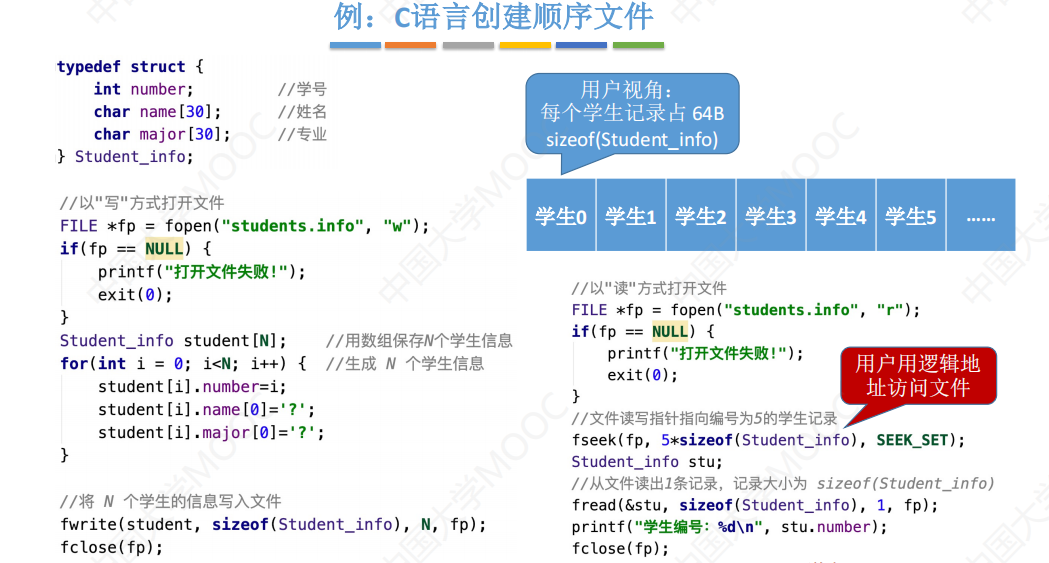 例：C语言创建顺序文件
typedef struct {
    int number;          //学号
    char name[30];      //姓名
    char major[30];     //专业
} Student_info;
//以"写"方式打开文件
FILE *fp = fopen("students.info", "w");
if(fp == NULL) {
    printf("打开文件失败!");
    exit(0);
}
Student_info student[N];    //用数组保存N个学生信息
for(int i = 0; i<N; i++) {  //生成 N 个学生信息
    student[i].number=i;
    student[i].name[0]='?';
    student[i].major[0]='?';
}
//将 N 个学生的信息写入文件
fwrite(student, sizeof(Student_info), N, fp);
fclose(fp);
用户视角：
每个学生记录占 64B
sizeof(Student_info)
学生0 学生1 学生2 学生3 学生4 学生5 ......
//以"读"方式打开文件
FILE *fp = fopen("students.info", "r");
if(fp == NULL) {
    printf("打开文件失败!");
    exit(0);
}
用户用逻辑地
址访问文件
//文件读写指针指向编号为5的学生记录
fseek(fp, 5*sizeof(Student_info), SEEK_SET);
Student_info stu;
//从文件读出1条记录，记录大小为 sizeof(Student_info)
fread(&stu, sizeof(Student_info), 1, fp);
printf("学生编号：%d\n", stu.number);
fclose(fp);
中国大学MOOC